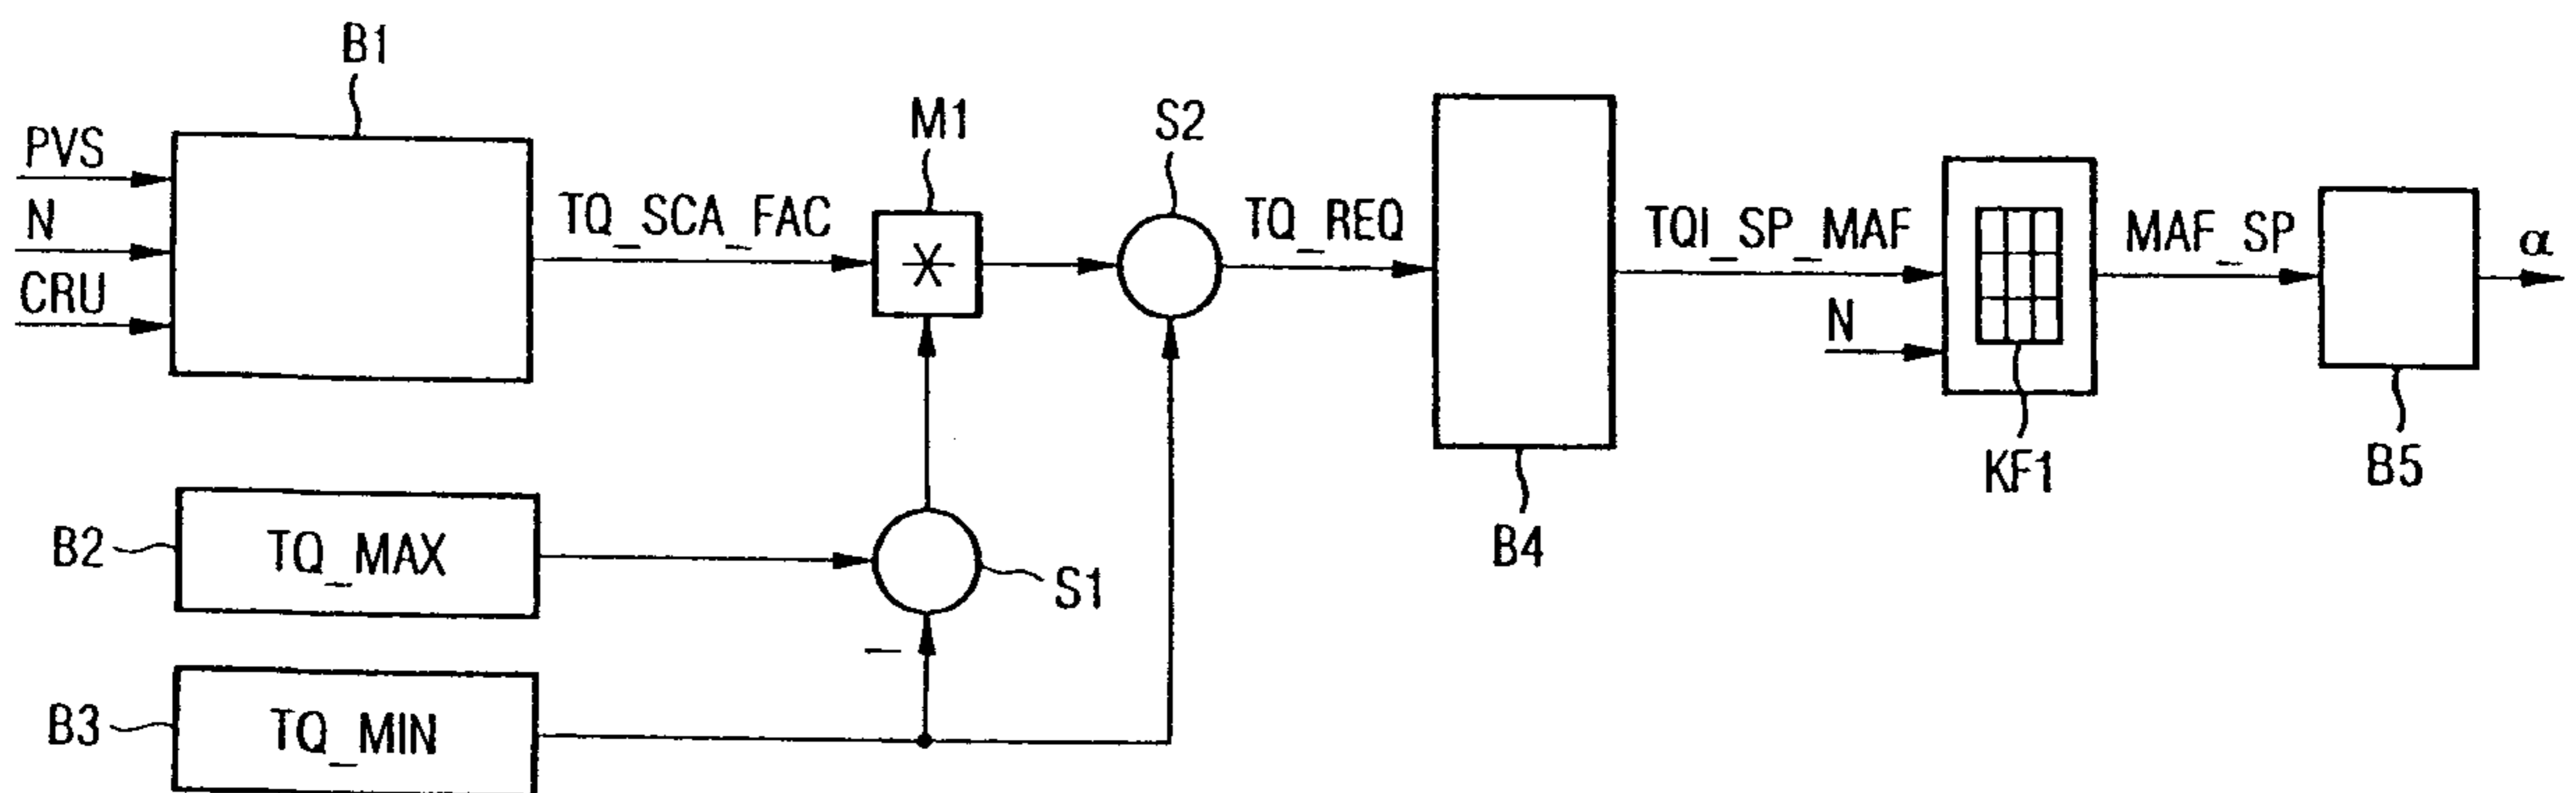 B1
PVS
N
CRU
TQ_SCA_FAC
M1
*
S2
TQ_REQ
TQI_SP_MAF
N
KF1
MAF_SP
α
B5
B4
B2
TQ_MAX
S1
–
B3
TQ_MIN